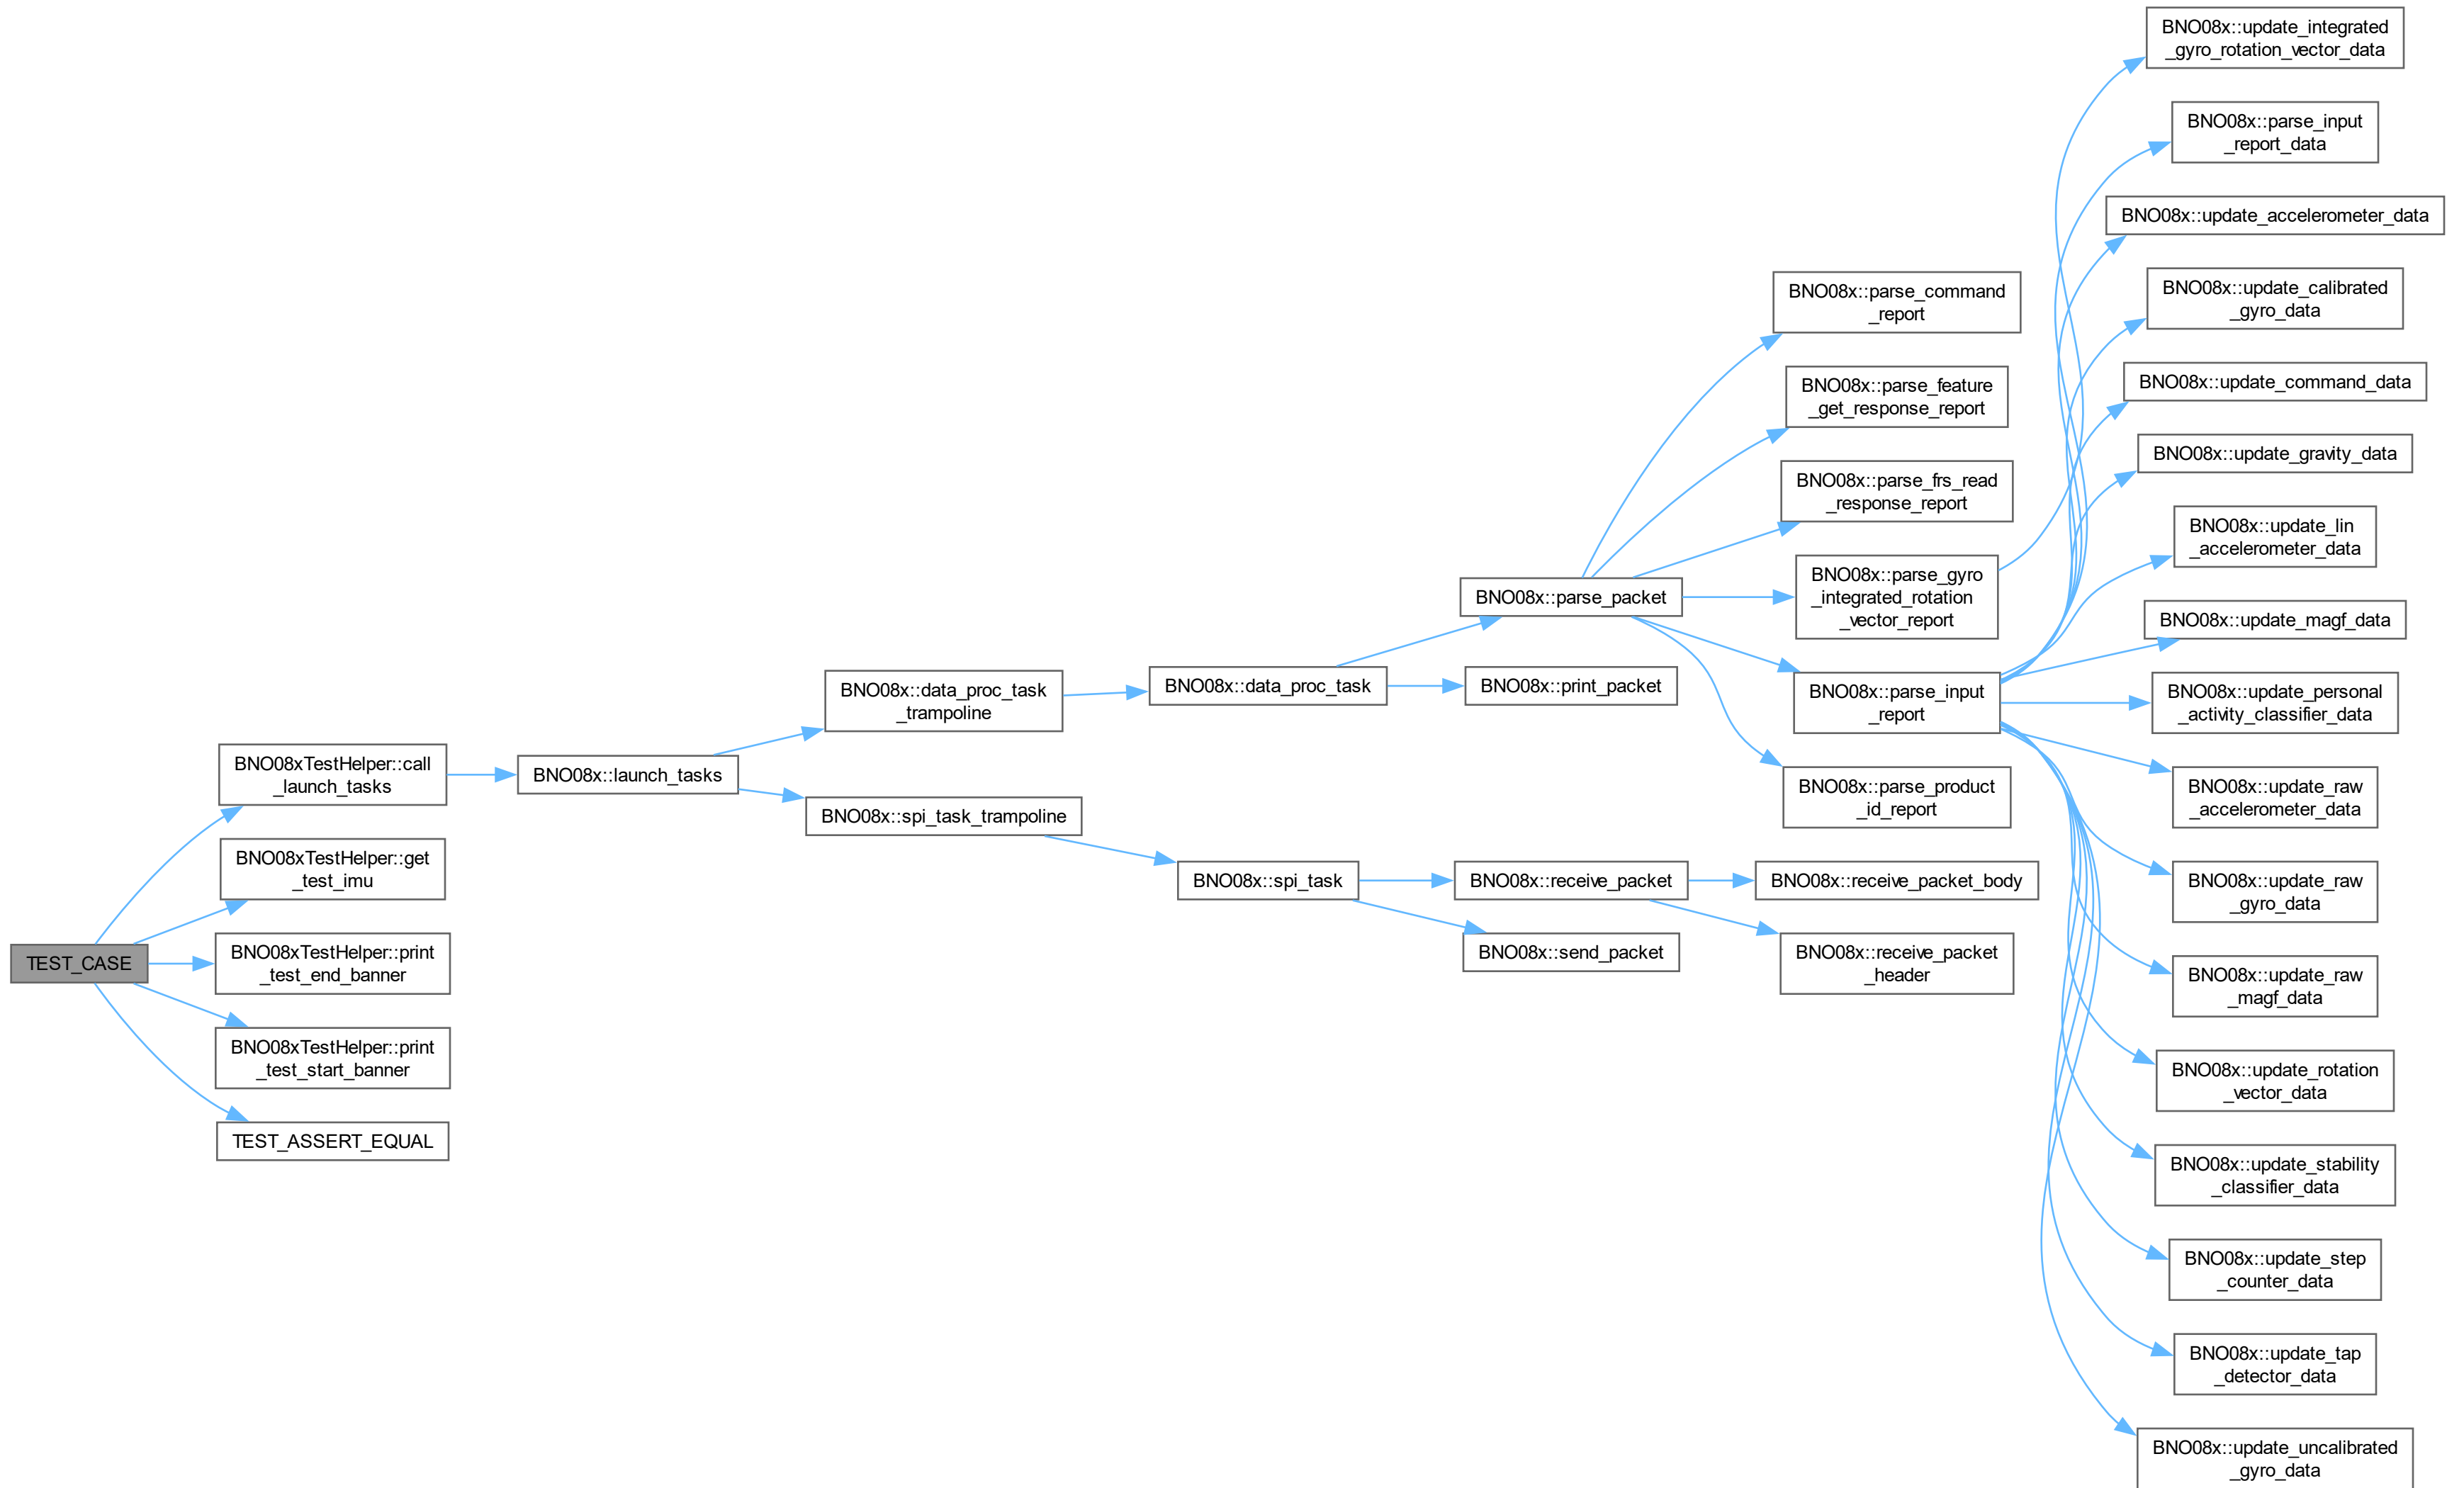 TEST_CASE
BNO08xTestHelper::call
_launch_tasks
BNO08xTestHelper::get
_test_imu
BNO08xTestHelper::print
_test_end_banner
BNO08xTestHelper::print
_test_start_banner
TEST_ASSERT_EQUAL
BNO08x::launch_tasks
BNO08x::data_proc_task
_trampoline
BNO08x::spi_task_trampoline
BNO08x::data_proc_task
BNO08x::spi_task
BNO08x::parse_packet
BNO08x::print_packet
BNO08x::receive_packet
BNO08x::send_packet
BNO08x::parse_command
_report
BNO08x::parse_feature
_get_response_report
BNO08x::parse_frs_read
_response_report
BNO08x::parse_gyro
_integrated_rotation
_vector_report
BNO08x::parse_input
_report
BNO08x::parse_product
_id_report
BNO08x::receive_packet_body
BNO08x::receive_packet
_header
BNO08x::update_integrated
_gyro_rotation_vector_data
BNO08x::parse_input
_report_data
BNO08x::update_accelerometer_data
BNO08x::update_calibrated
_gyro_data
BNO08x::update_command_data
BNO08x::update_gravity_data
BNO08x::update_lin
_accelerometer_data
BNO08x::update_magf_data
BNO08x::update_personal
_activity_classifier_data
BNO08x::update_raw
_accelerometer_data
BNO08x::update_raw
_gyro_data
BNO08x::update_raw
_magf_data
BNO08x::update_rotation
_vector_data
BNO08x::update_stability
_classifier_data
BNO08x::update_step
_counter_data
BNO08x::update_tap
_detector_data
BNO08x::update_uncalibrated
_gyro_data